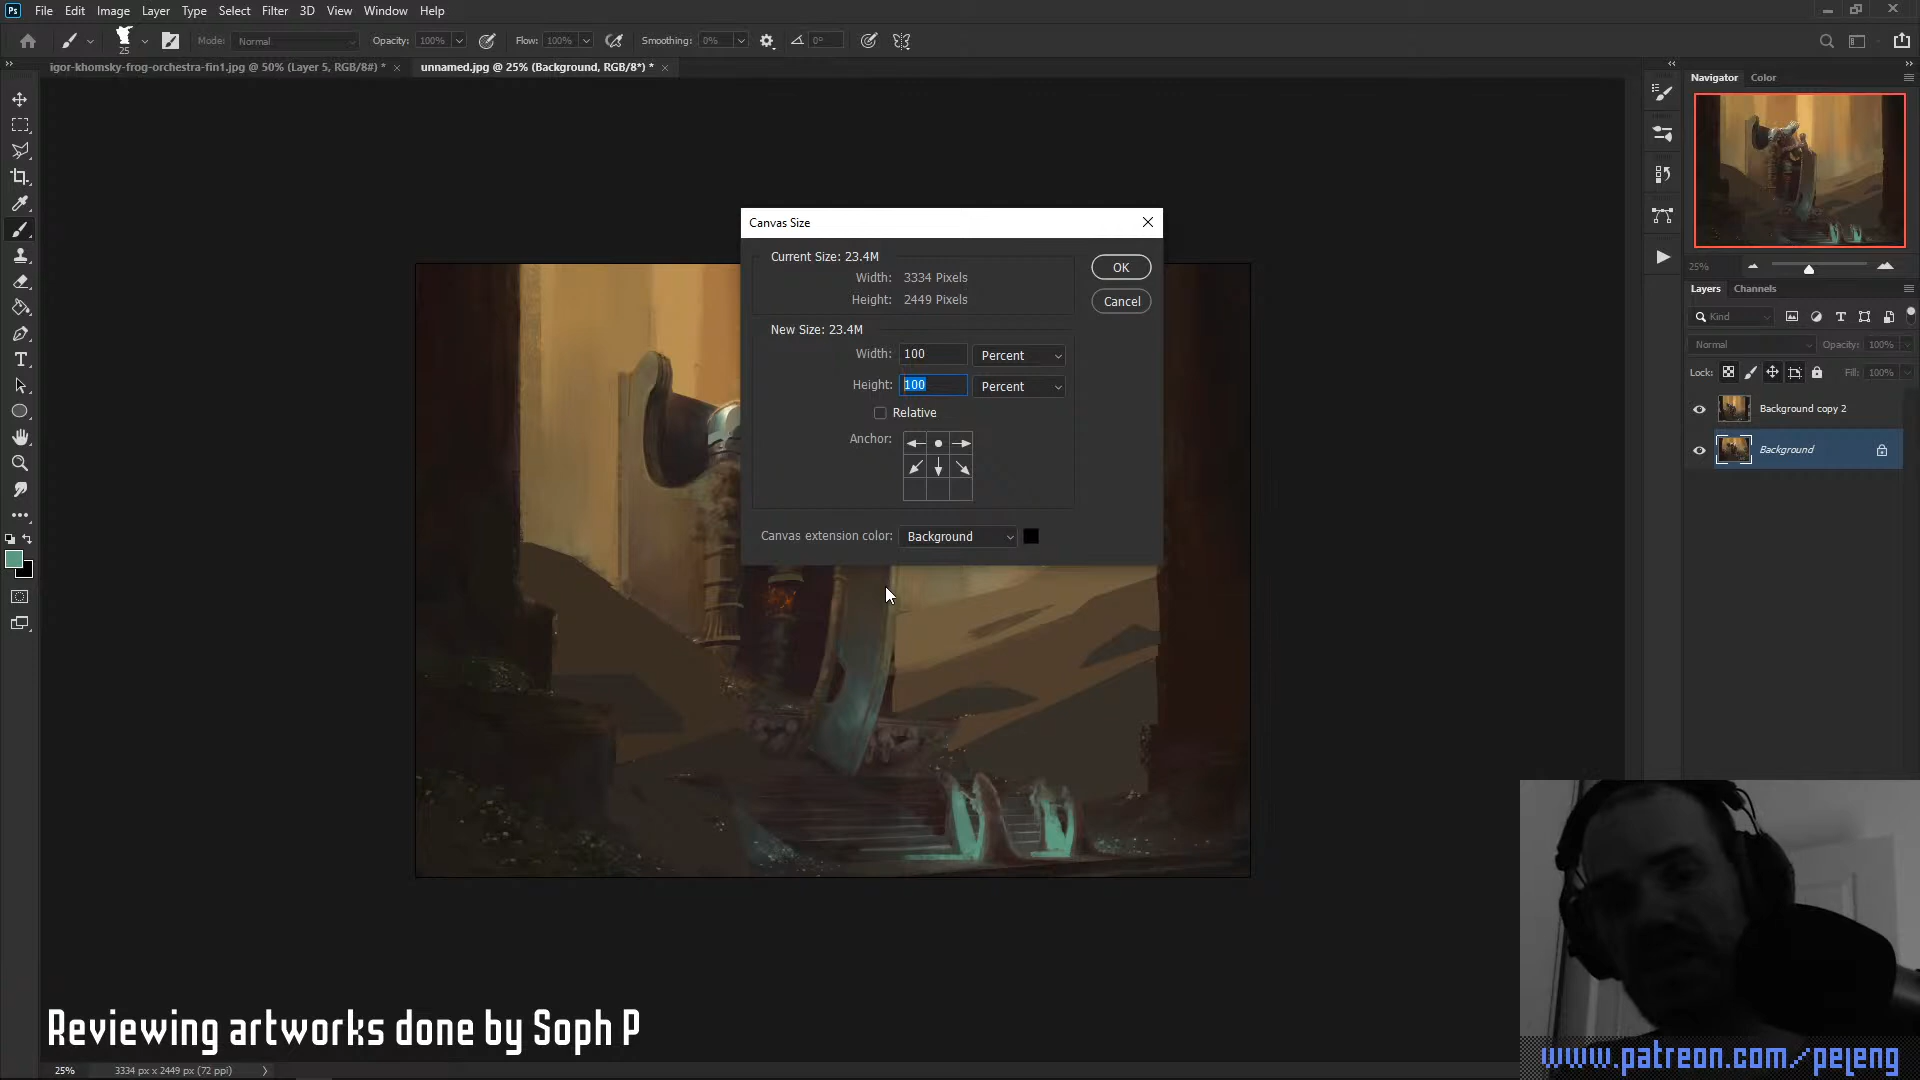 Ps File Edit Image Layer Type Select Filter 3D View Window Help
25 Mode: Normal Opacity: 100% Flow: 100% Smoothing: 0% 0°
igor-khomsky-frog-orchestra-fin1.jpg @ 50% (Layer 5, RGB/8#) * unnamed.jpg @ 25% (Background, RGB/8*) *
Navigator Color
25%
Layers Channels
Kind
Normal Opacity: 100%
Lock: Fill: 100%
Background copy 2
Background
Canvas Size
Current Size: 23.4M
Width: 3334 Pixels
Height: 2449 Pixels
OK
Cancel
New Size: 23.4M
Width: 100 Percent
Height: 100 Percent
Relative
Anchor:
Canvas extension color: Background
Reviewing artworks done by Soph P
www.patreon.com/peleng
25% 3334 px x 2449 px (72 ppi)